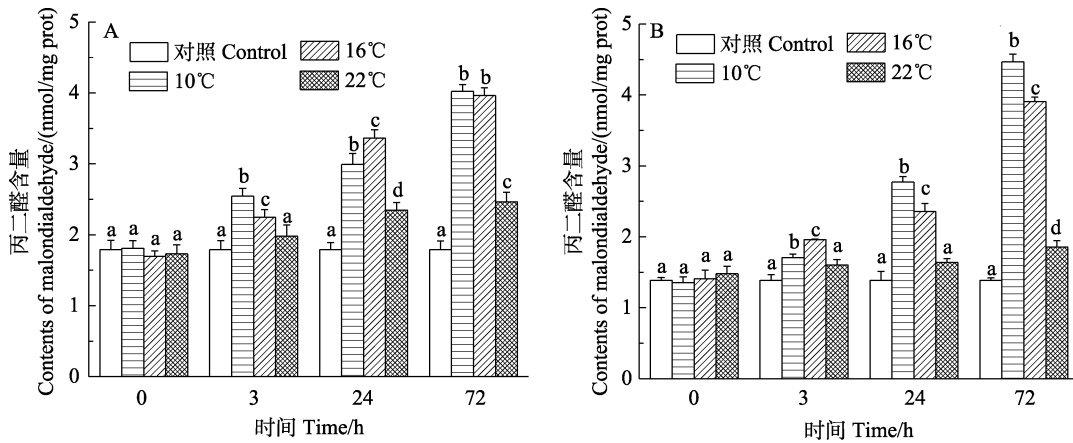 A
对照 Control
16℃
10℃
22℃
丙二醛含量
Contents of malondialdehyde/(nmol/mg prot)
5
4
3
2
1
0
a a a a
a b c a
a b c d
a b b c
0 3 24 72
时间 Time/h
B
对照 Control
16℃
10℃
22℃
丙二醛含量
Contents of malondialdehyde/(nmol/mg prot)
5
4
3
2
1
0
a a a a
a b c a
a b c a
a b c d
0 3 24 72
时间 Time/h